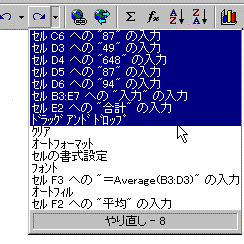 Σ fx A Z Z A
セル C6 への "87" の入力
セル D3 への "49" の入力
セル D4 への "648" の入力
セル D5 への "87" の入力
セル D6 への "94" の入力
セル B3:E7 への "入力" の入力
セル E2 への "合計" の入力
ドラッグ アンド ドロップ
クリア
オートフォーマット
セルの書式設定
フォント
セル F3 への "=Average(B3:D3)" の入力
オートフィル
セル F2 への "平均" の入力
やり直し - 8